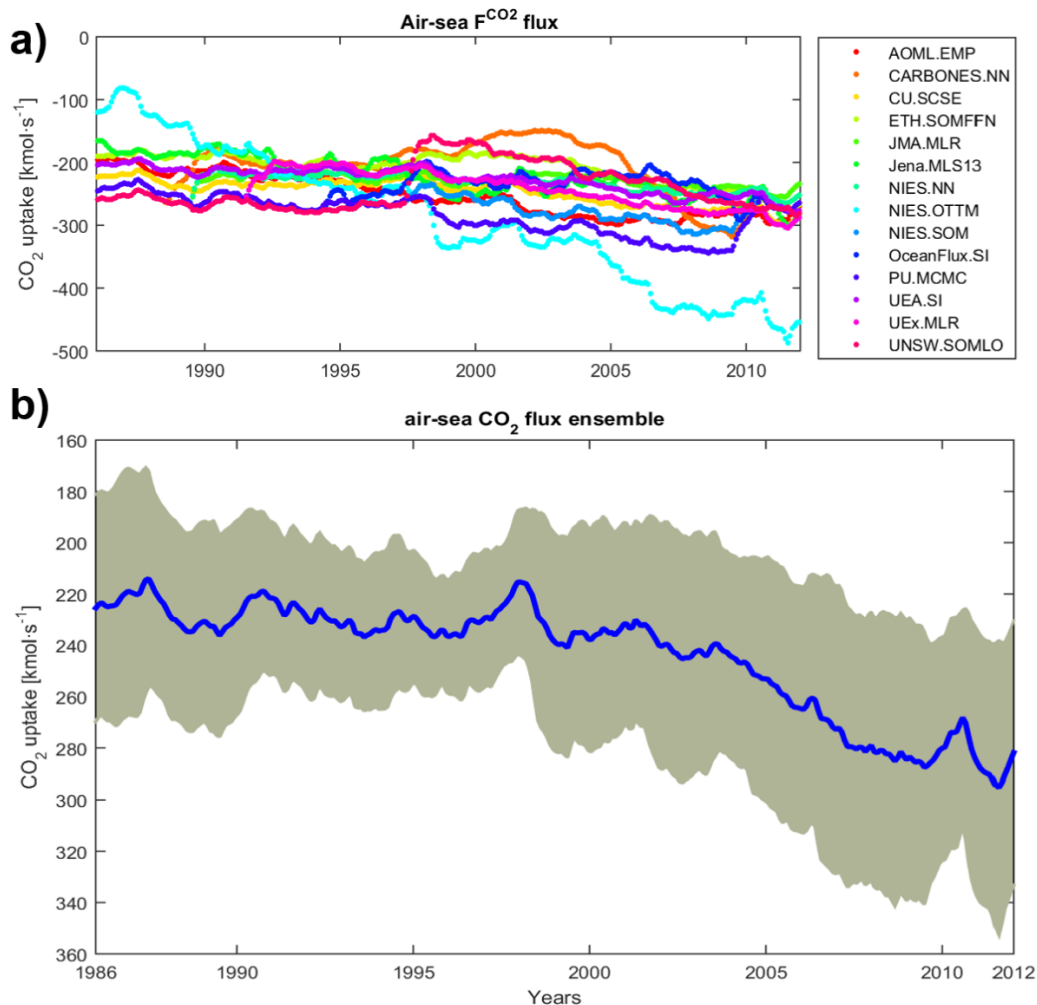 a)
Air-sea F^CO2 flux
CO₂ uptake [kmol·s⁻¹]
0
-100
-200
-300
-400
-500
1990
1995
2000
2005
2010
AOML.EMP
CARBONES.NN
CU.SCSE
ETH.SOMFFN
JMA.MLR
Jena.MLS13
NIES.NN
NIES.OTTM
NIES.SOM
OceanFlux.SI
PU.MCMC
UEA.SI
UEx.MLR
UNSW.SOMLO
b)
air-sea CO₂ flux ensemble
CO₂ uptake [kmol·s⁻¹]
160
180
200
220
240
260
280
300
320
340
360
1986
1990
1995
2000
2005
2010
2012
Years